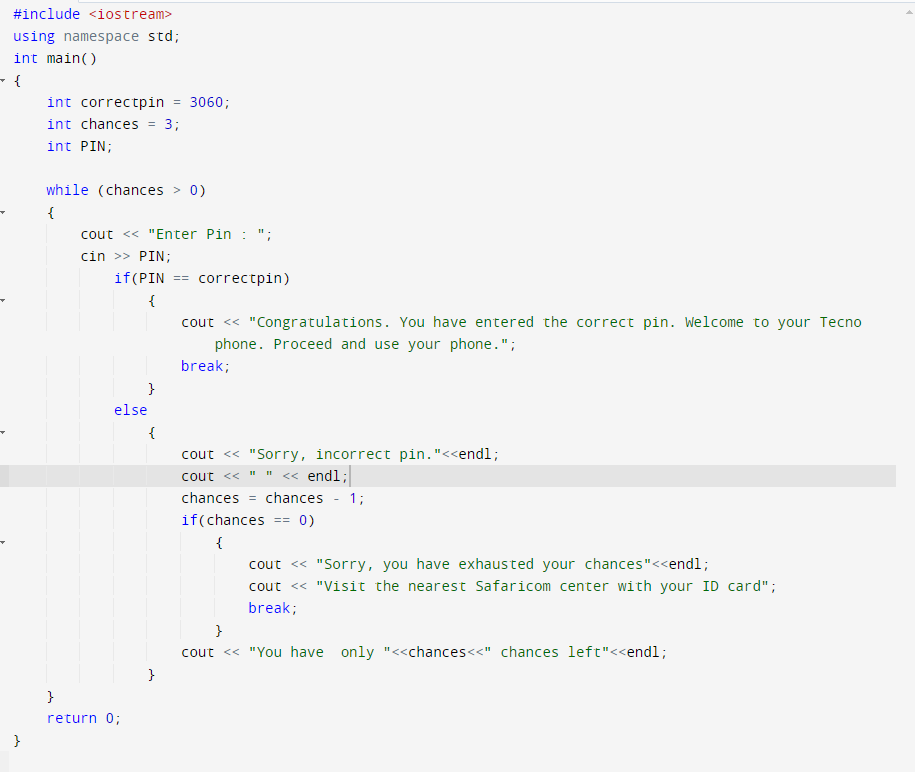 #include <iostream>
using namespace std;
int main()
{
    int correctpin = 3060;
    int chances = 3;
    int PIN;

    while (chances > 0)
    {
        cout << "Enter Pin : ";
        cin >> PIN;
            if(PIN == correctpin)
                {
                    cout << "Congratulations. You have entered the correct pin. Welcome to your Tecno
                        phone. Proceed and use your phone.";
                    break;
                }
            else
                {
                    cout << "Sorry, incorrect pin."<<endl;
                    cout << " " << endl;
                    chances = chances - 1;
                    if(chances == 0)
                        {
                            cout << "Sorry, you have exhausted your chances"<<endl;
                            cout << "Visit the nearest Safaricom center with your ID card";
                            break;
                        }
                    cout << "You have  only "<<chances<<" chances left"<<endl;
                }
    }
    return 0;
}